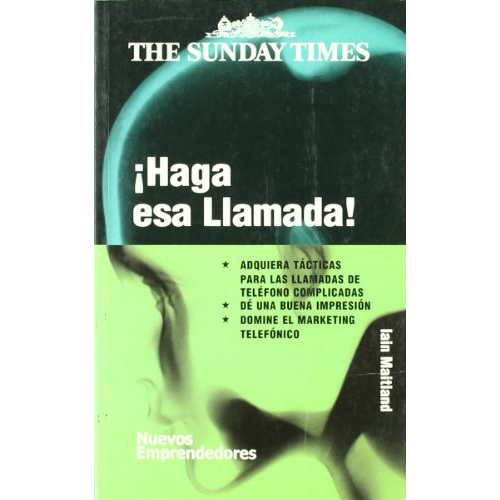 THE SUNDAY TIMES
¡Haga
esa Llamada!
★ ADQUIERA TÁCTICAS
PARA LAS LLAMADAS DE
TELÉFONO COMPLICADAS
★ DÉ UNA BUENA IMPRESIÓN
★ DOMINE EL MARKETING
TELEFÓNICO
Iain Maitland
Nuevos
Emprendedores